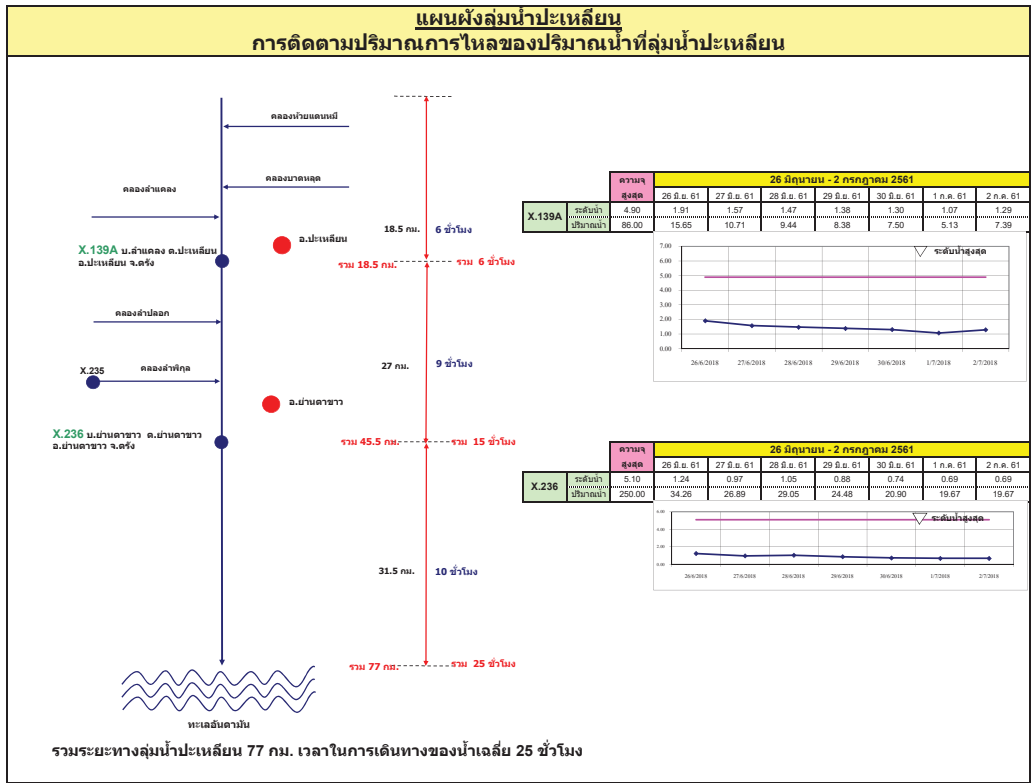 แผนผังลุ่มน้ำปะเหลียน
การติดตามปริมาณการไหลของปริมาณน้ำที่ลุ่มน้ำปะเหลียน
คลองห้วยแดนหมี
คลองบาดหลุด
คลองลำแคลง
X.139A บ.ลำแคลง ต.ปะเหลียน
อ.ปะเหลียน จ.ตรัง
อ.ปะเหลียน
18.5 กม. 6 ชั่วโมง
รวม 18.5 กม. รวม 6 ชั่วโมง
คลองลำปลอก
X.235 คลองลำพิกุล
27 กม. 9 ชั่วโมง
อ.ย่านตาขาว
X.236 บ.ย่านตาขาว ต.ย่านตาขาว
อ.ย่านตาขาว จ.ตรัง
รวม 45.5 กม. รวม 15 ชั่วโมง
31.5 กม. 10 ชั่วโมง
รวม 77 กม. รวม 25 ชั่วโมง
ทะเลอันดามัน
รวมระยะทางลุ่มน้ำปะเหลียน 77 กม. เวลาในการเดินทางของน้ำเฉลี่ย 25 ชั่วโมง
ความจุ 26 มิถุนายน - 2 กรกฎาคม 2561
สูงสุด 26 มิ.ย. 61 27 มิ.ย. 61 28 มิ.ย. 61 29 มิ.ย. 61 30 มิ.ย. 61 1 ก.ค. 61 2 ก.ค. 61
X.139A
ระดับน้ำ 4.90 1.91 1.57 1.47 1.38 1.30 1.07 1.29
ปริมาณน้ำ 86.00 15.65 10.71 9.44 8.38 7.50 5.13 7.39
ระดับน้ำสูงสุด
7.00
6.00
5.00
4.00
3.00
2.00
1.00
0.00
26/6/2018 27/6/2018 28/6/2018 29/6/2018 30/6/2018 1/7/2018 2/7/2018
ความจุ 26 มิถุนายน - 2 กรกฎาคม 2561
สูงสุด 26 มิ.ย. 61 27 มิ.ย. 61 28 มิ.ย. 61 29 มิ.ย. 61 30 มิ.ย. 61 1 ก.ค. 61 2 ก.ค. 61
X.236
ระดับน้ำ 5.10 1.24 0.97 1.05 0.88 0.74 0.69 0.69
ปริมาณน้ำ 250.00 34.26 26.89 29.05 24.48 20.90 19.67 19.67
ระดับน้ำสูงสุด
6.00
4.00
2.00
0.00
26/6/2018 27/6/2018 28/6/2018 29/6/2018 30/6/2018 1/7/2018 2/7/2018